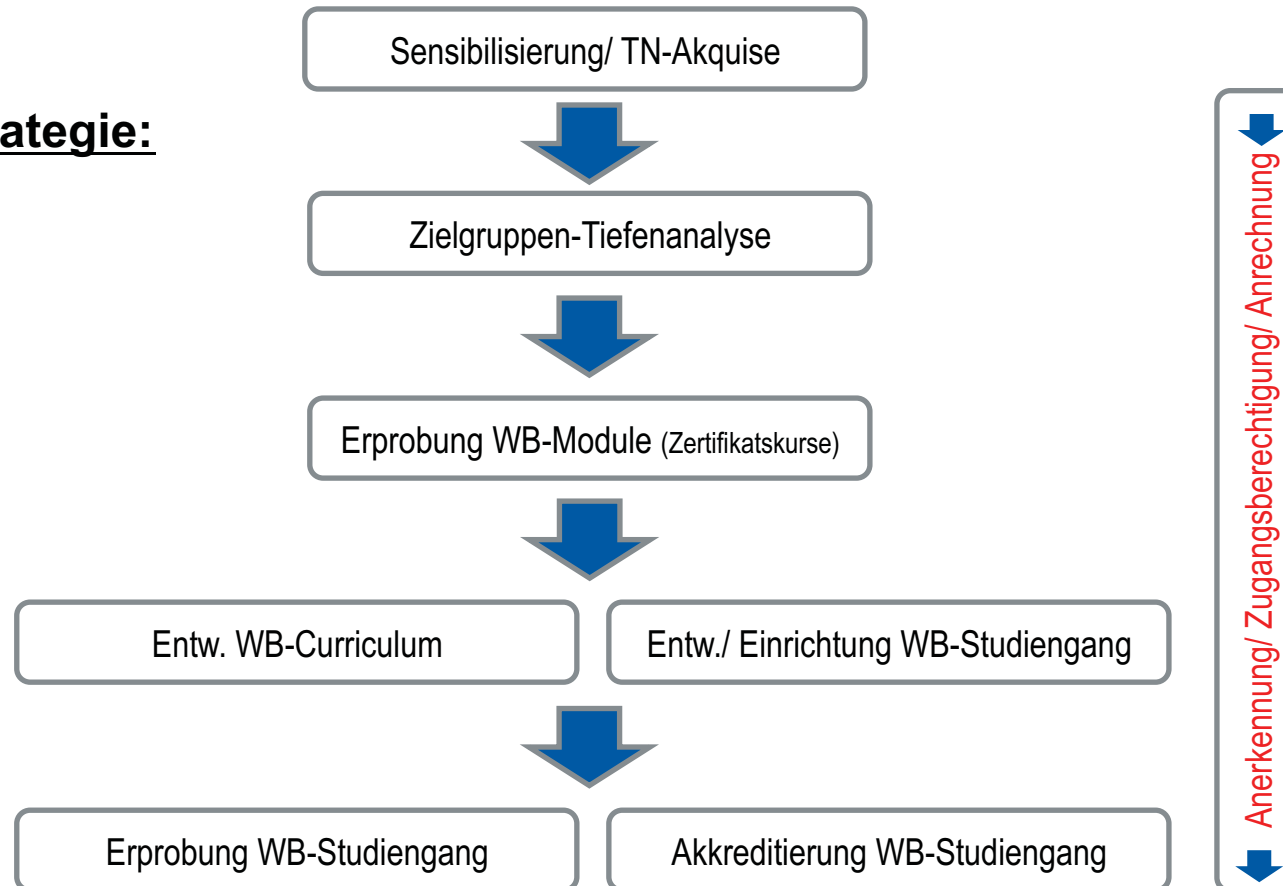 Sensibilisierung/ TN-Akquise
ategie:
Zielgruppen-Tiefenanalyse
Erprobung WB-Module (Zertifikatskurse)
Entw. WB-Curriculum
Entw./ Einrichtung WB-Studiengang
Erprobung WB-Studiengang
Akkreditierung WB-Studiengang
Anerkennung/ Zugangsberechtigung/ Anrechnung